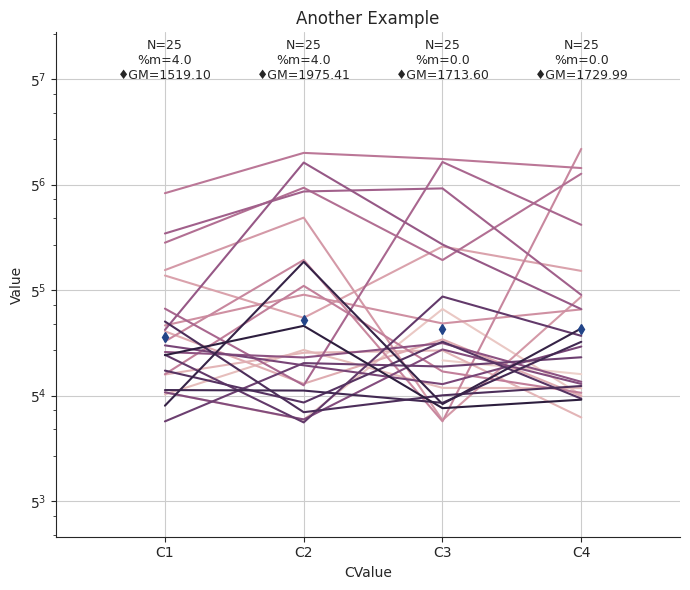 Another Example
N=25 N=25 N=25 N=25
%m=4.0 %m=4.0 %m=0.0 %m=0.0
♦GM=1519.10 ♦GM=1975.41 ♦GM=1713.60 ♦GM=1729.99
5⁷
5⁶
5⁵
5⁴
5³
Value
C1 C2 C3 C4
CValue